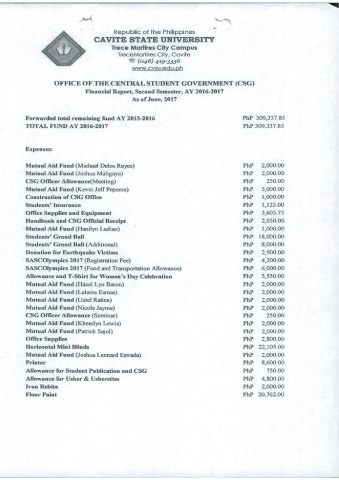 Republic of the Philippines
CAVITE STATE UNIVERSITY
Trece Martires City Campus
TreceMartires City, Cavite
(046) 419-3336
www.cvsu.edu.ph
OFFICE OF THE CENTRAL STUDENT GOVERNMENT (CSG)
Financial Report, Second Semester, AY 2016-2017
As of June, 2017
Forwarded total remaining fund AY 2015-2016 PhP 309,337.85
TOTAL FUND AY 2016-2017 PhP 309,337.85
Expenses:
Mutual Aid Fund (Michael Delos Reyes) PhP 2,000.00
Mutual Aid Fund (Joshua Maligaya) PhP 2,000.00
CSG Officer Allowance(Meeting) PhP 250.00
Mutual Aid Fund (Kevin Jeff Pepania) PhP 5,000.00
Construction of CSG Office PhP 1,000.00
Students' Insurance PhP 1,125.00
Office Supplies and Equipment PhP 3,605.75
Handbook and CSG Official Receipt PhP 2,050.00
Mutual Aid Fund (Hanilyn Ladiao) PhP 1,000.00
Students' Grand Ball PhP 18,000.00
Students' Grand Ball (Additional) PhP 8,000.00
Donation for Earthquake Victims PhP 2,900.00
SASCOlympics 2017 (Registration Fee) PhP 4,200.00
SASCOlympics 2017 (Food and Transportation Allowance) PhP 6,000.00
Allowance and T-Shirt for Women's Day Celebration PhP 5,550.00
Mutual Aid Fund (Hazel Lyn Baron) PhP 2,000.00
Mutual Aid Fund (Lalaine Esmas) PhP 2,000.00
Mutual Aid Fund (Uziel Rañen) PhP 2,000.00
Mutual Aid Fund (Nicole Jayme) PhP 2,000.00
CSG Officer Allowance (Seminar) PhP 250.00
Mutual Aid Fund (Khenilyn Lewis) PhP 2,000.00
Mutual Aid Fund (Patrick Sojol) PhP 2,000.00
Office Supplies PhP 2,800.00
Horizontal Mini Blinds PhP 22,105.00
Mutual Aid Fund (Joshua Lennard Estrada) PhP 2,000.00
Printer PhP 8,600.00
Allowance for Student Publication and CSG PhP 750.00
Allowance for Usher & Usherettes PhP 4,800.00
Ivan Rebita PhP 2,000.00
Floor Paint PhP 20,762.00